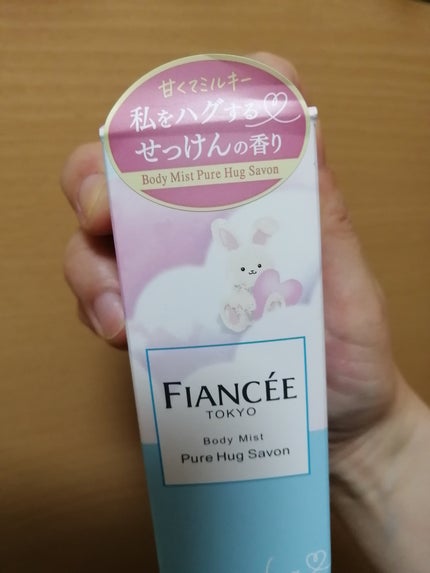 甘くてミルキー
私をハグする
せっけんの香り
Body Mist Pure Hug Savon
FIANCÉE
TOKYO
Body Mist
Pure Hug Savon